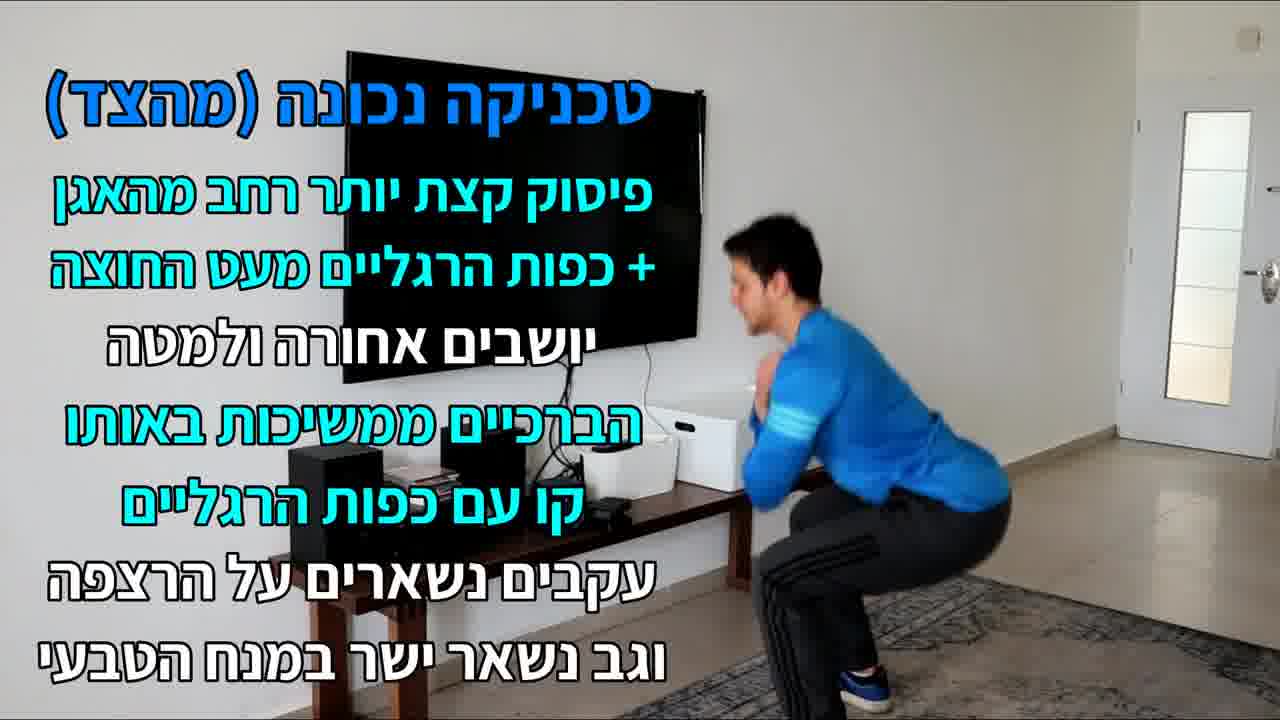 טכניקה נכונה (מהצד)
פיסוק קצת יותר רחב מהאגן
+ כפות הרגליים מעט החוצה
יושבים אחורה ולמטה
הברכיים ממשיכות באותו
קו עם כפות הרגליים
עקבים נשארים על הרצפה
וגב נשאר ישר במנח הטבעי